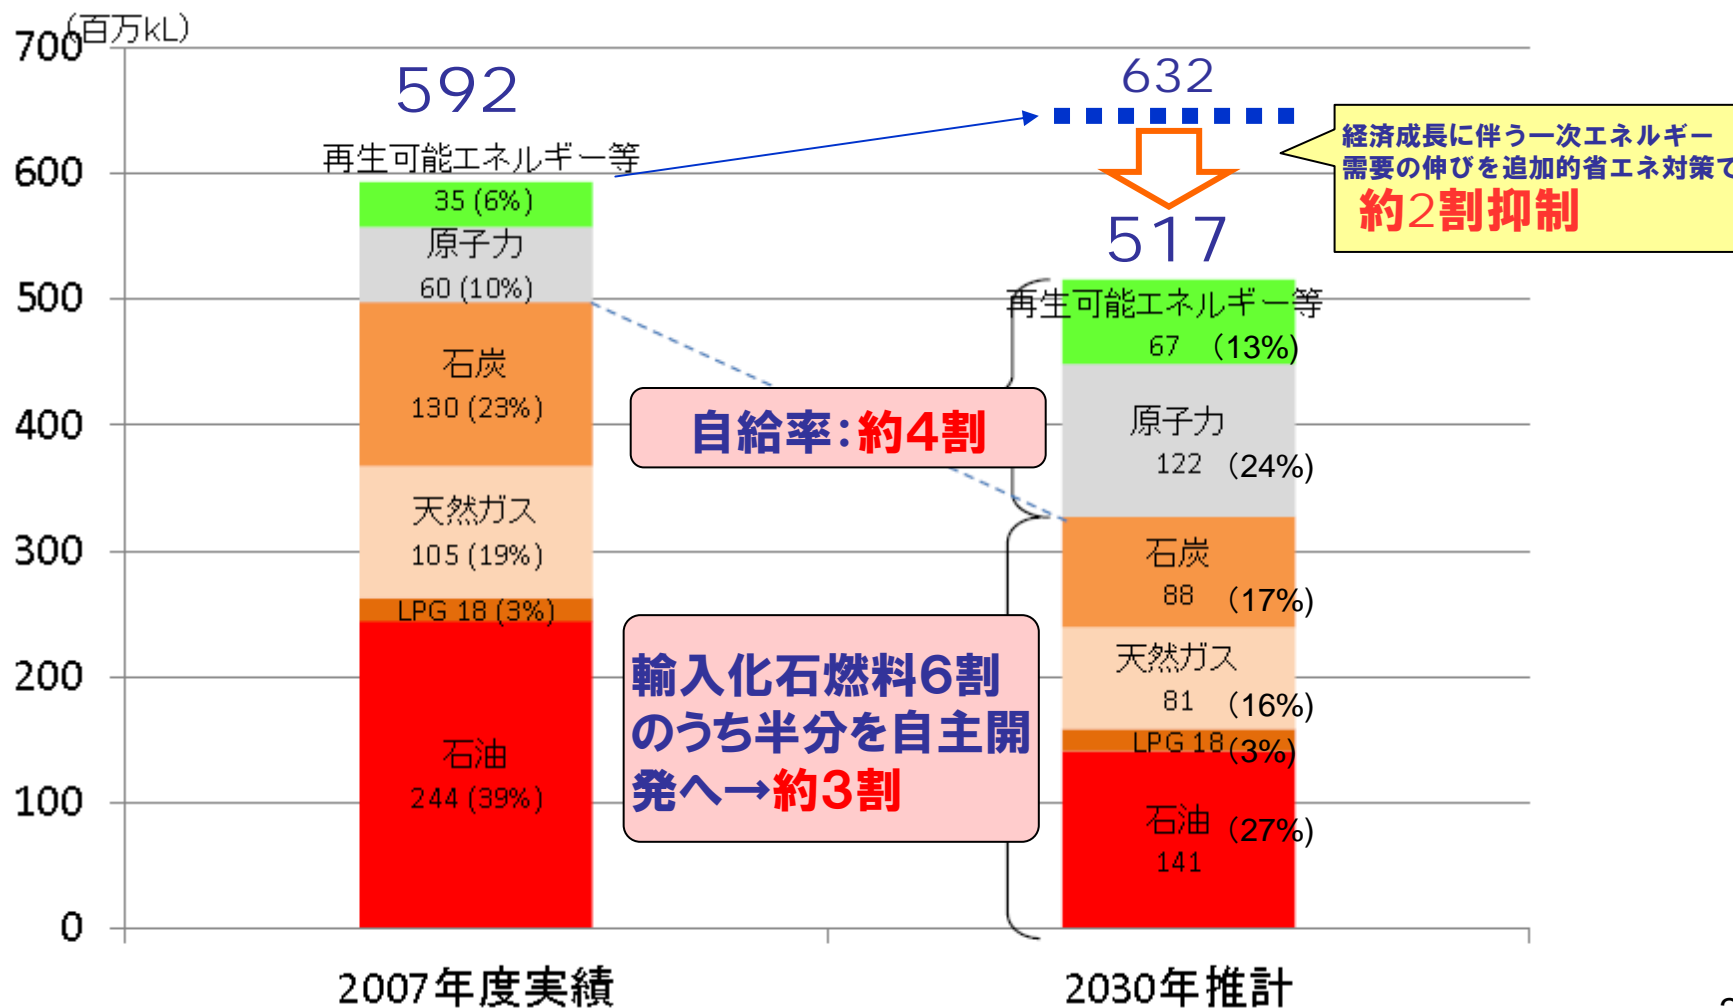 （百万kL）
700
600
500
400
300
200
100
0
592
再生可能エネルギー等
35 (6%)
原子力
60 (10%)
石炭
130 (23%)
天然ガス
105 (19%)
LPG 18 (3%)
石油
244 (39%)
2007年度実績
自給率：約4割
輸入化石燃料6割
のうち半分を自主開
発へ→約3割
632
517
再生可能エネルギー等
67 （13%)
原子力
122 （24%)
石炭
88 （17%)
天然ガス
81 （16%)
LPG 18 （3%)
石油 （27%)
141
2030年推計
経済成長に伴う一次エネルギー
需要の伸びを追加的省エネ対策で
約2割抑制